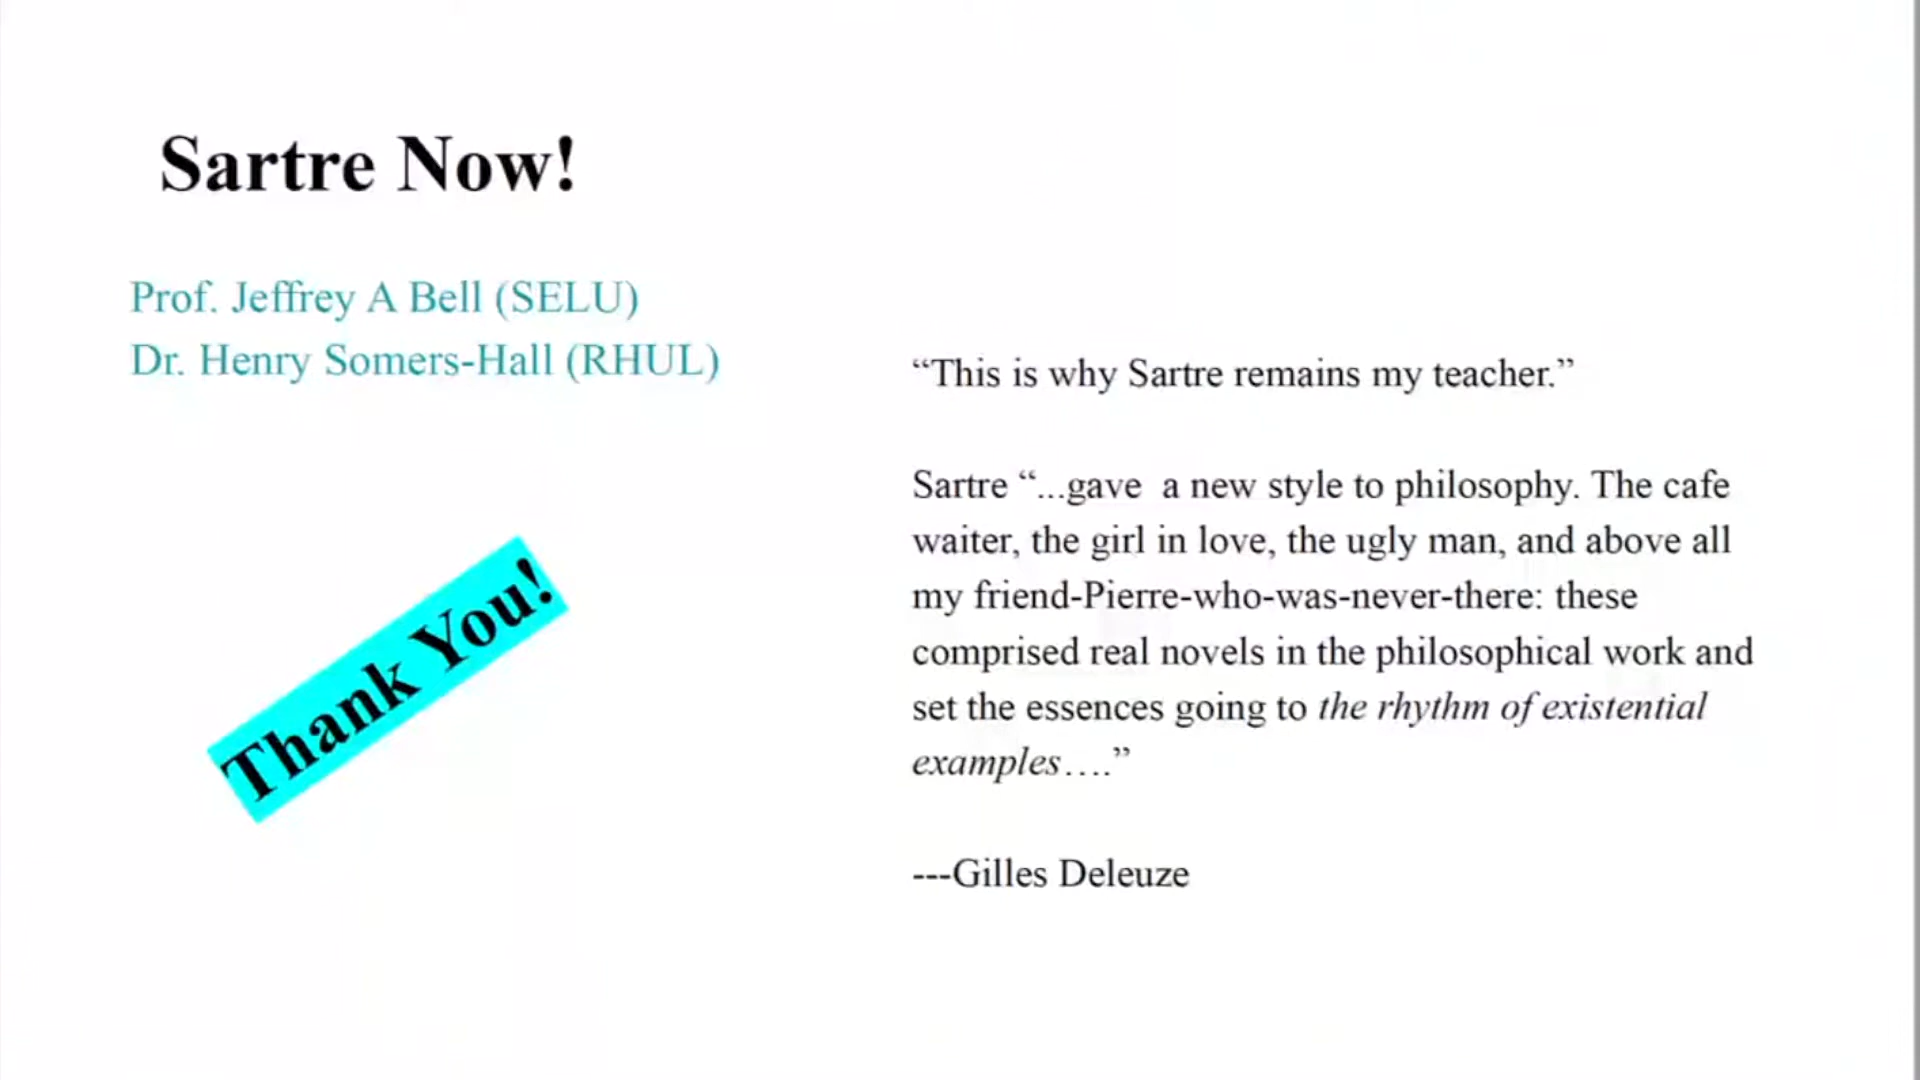 Sartre Now!
Prof. Jeffrey A Bell (SELU)
Dr. Henry Somers-Hall (RHUL)
Thank You!
“This is why Sartre remains my teacher.”
Sartre “...gave  a new style to philosophy. The cafe
waiter, the girl in love, the ugly man, and above all
my friend-Pierre-who-was-never-there: these
comprised real novels in the philosophical work and
set the essences going to the rhythm of existential
examples….”
---Gilles Deleuze